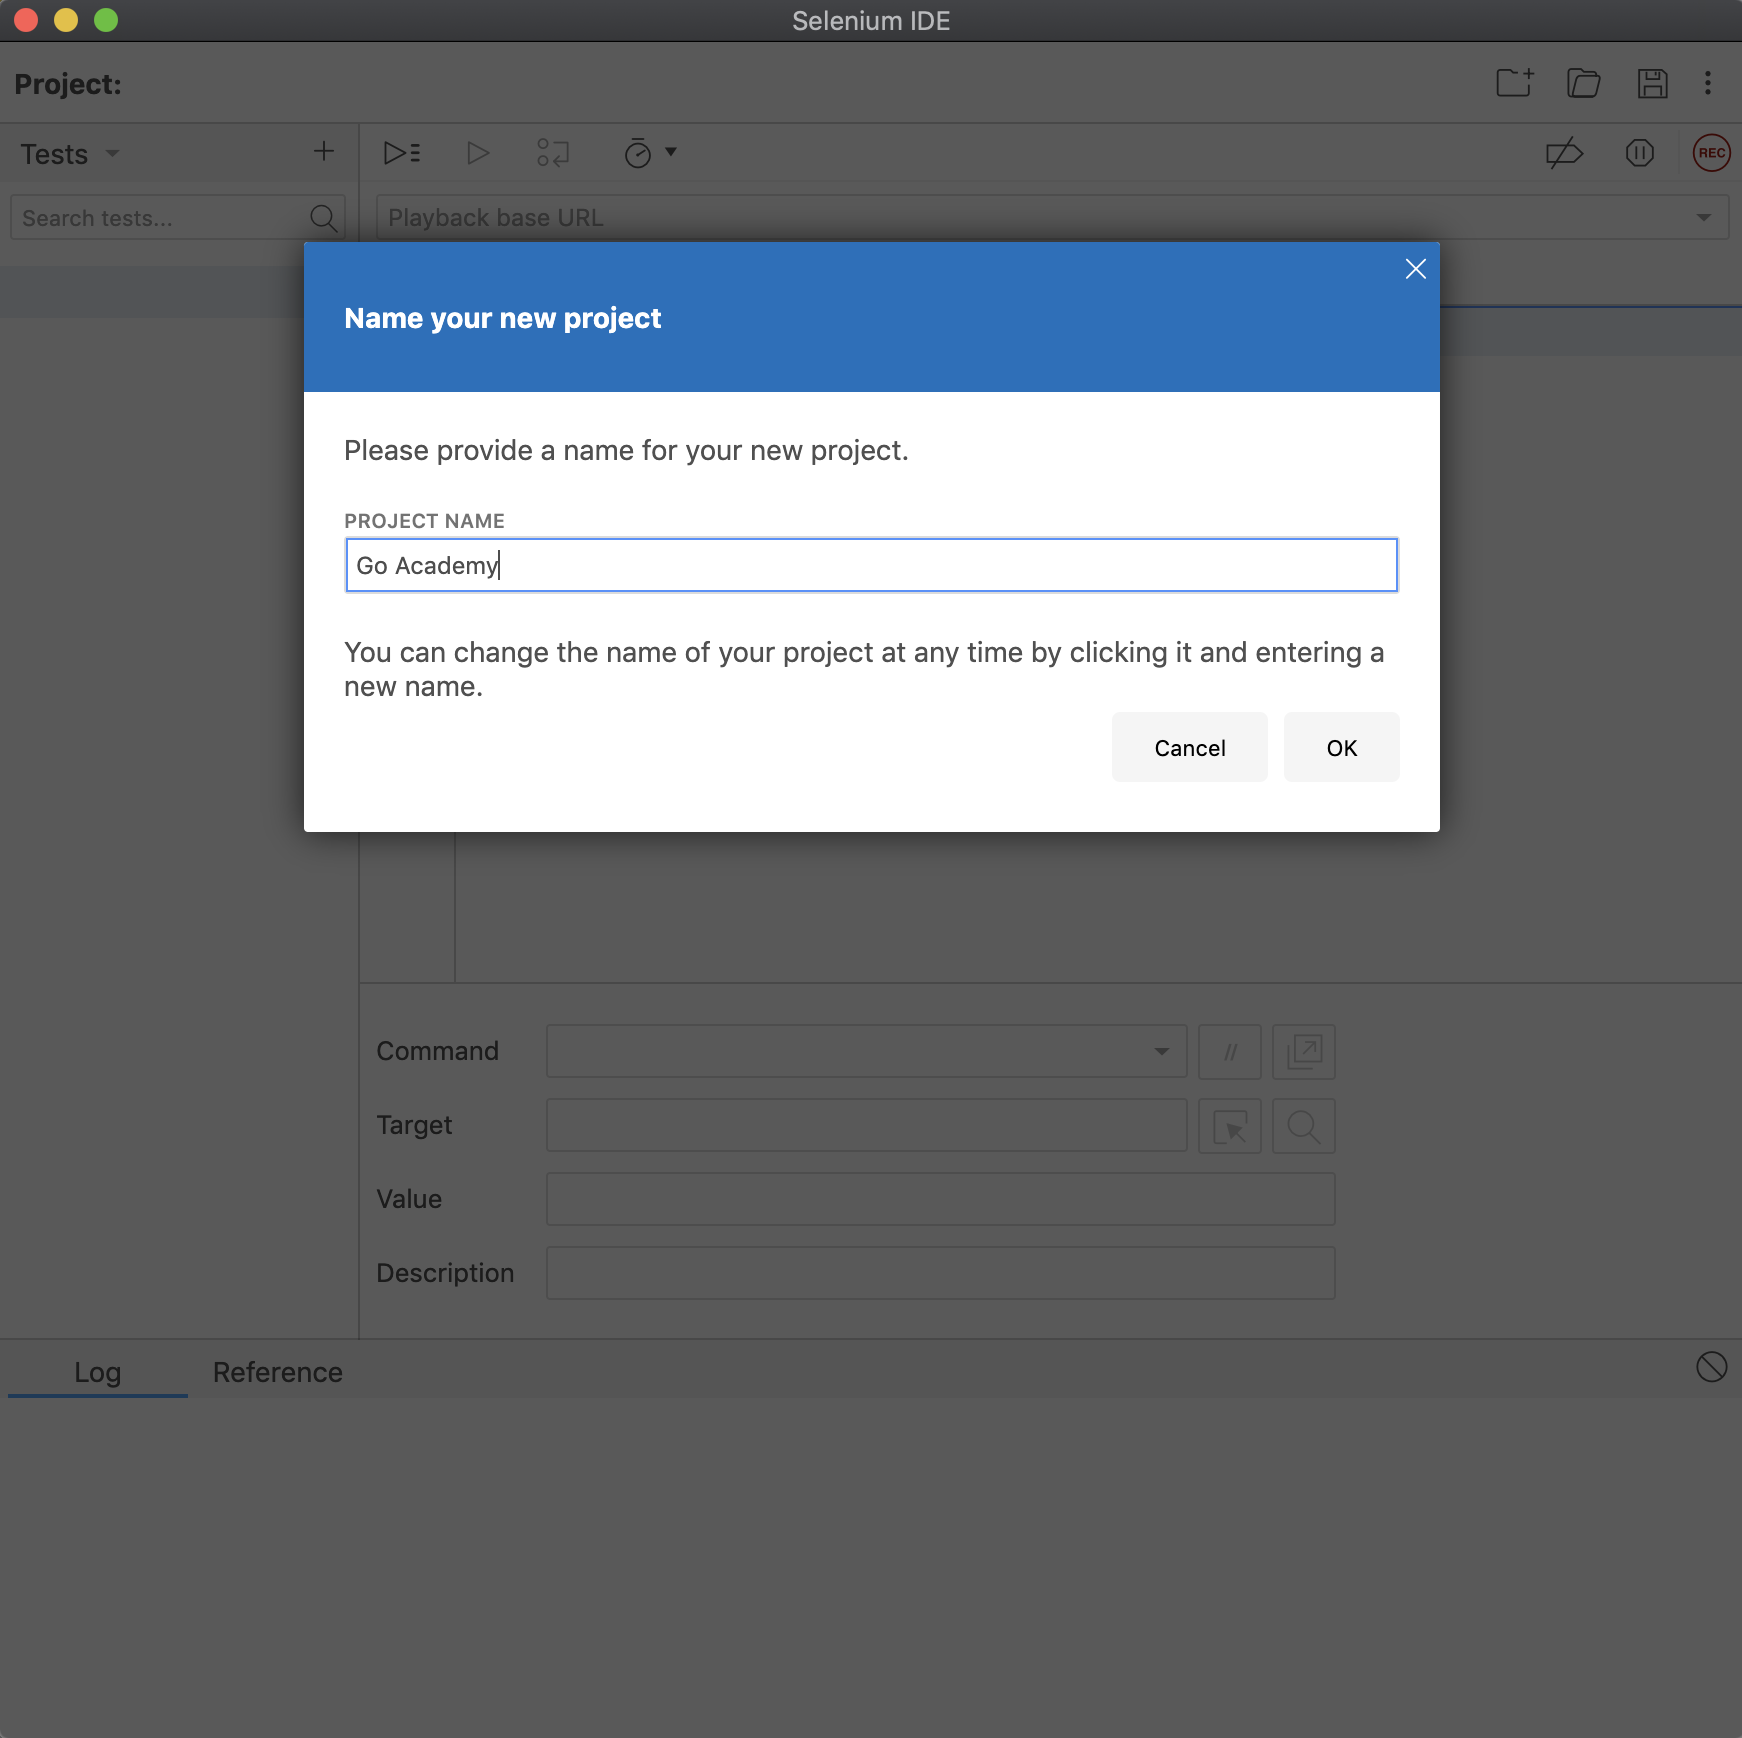 Selenium IDE
Project:
Tests
REC
Search tests...
Playback base URL
Name your new project
Please provide a name for your new project.
PROJECT NAME
Go Academy
You can change the name of your project at any time by clicking it and entering a
new name.
Cancel
OK
Command
//
Target
Value
Description
Log
Reference